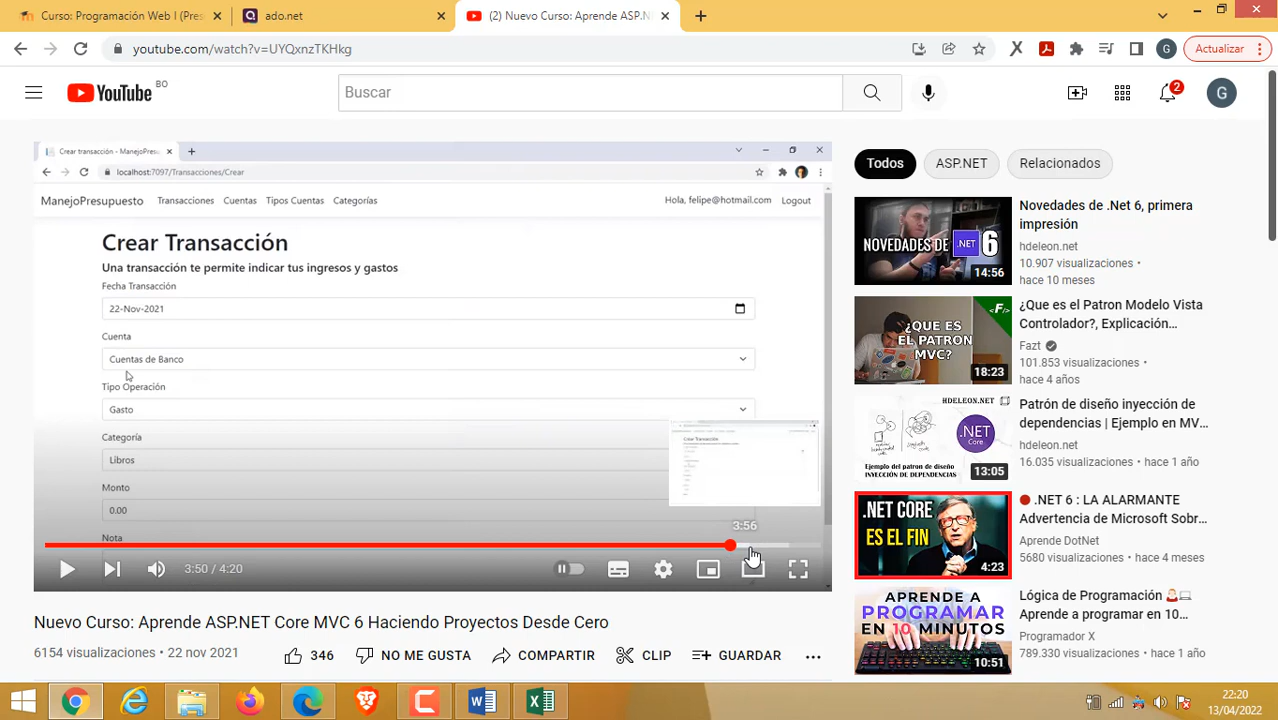 Curso: Programación Web I (Pres
ado.net
(2) Nuevo Curso: Aprende ASP.N
youtube.com/watch?v=UYQxnzTKHkg
G
Actualizar
YouTube BO
Buscar
2
G
Crear transacción - ManejoPresu
localhost:7097/Transacciones/Crear
ManejoPresupuesto
Transacciones
Cuentas
Tipos Cuentas
Categorías
Hola, felipe@hotmail.com
Logout
Crear Transacción
Una transacción te permite indicar tus ingresos y gastos
Fecha Transacción
22-Nov-2021
Cuenta
Cuentas de Banco
Tipo Operación
Gasto
Categoría
Libros
Monto
0.00
Nota
Crear Transacción
3:56
3:50 / 4:20
Nuevo Curso: Aprende ASP.NET Core MVC 6 Haciendo Proyectos Desde Cero
6154 visualizaciones
22 nov 2021
346
NO ME GUSTA
COMPARTIR
CLIP
GUARDAR
Todos
ASP.NET
Relacionados
NOVEDADES DE .NET 6
14:56
Novedades de .Net 6, primera
impresión
hdeleon.net
10.907 visualizaciones •
hace 10 meses
<F/>
¿QUE ES
EL PATRON
MVC?
18:23
¿Que es el Patron Modelo Vista
Controlador?, Explicación…
Fazt
101.853 visualizaciones •
hace 4 años
HDELEON.NET
.NET
Core
Ejemplo del patron de diseño
INYECCIÓN DE DEPENDENCIAS
13:05
Patrón de diseño inyección de
dependencias | Ejemplo en MV…
hdeleon.net
16.035 visualizaciones • hace 1 año
.NET CORE
ES EL FIN
4:23
.NET 6 : LA ALARMANTE
Advertencia de Microsoft Sobr…
Aprende DotNet
5680 visualizaciones • hace 4 meses
APRENDE A
PROGRAMAR
EN 10
MINUTOS
10:51
Lógica de Programación
Aprende a programar en 10…
Programador X
789.330 visualizaciones •
22:20
13/04/2022